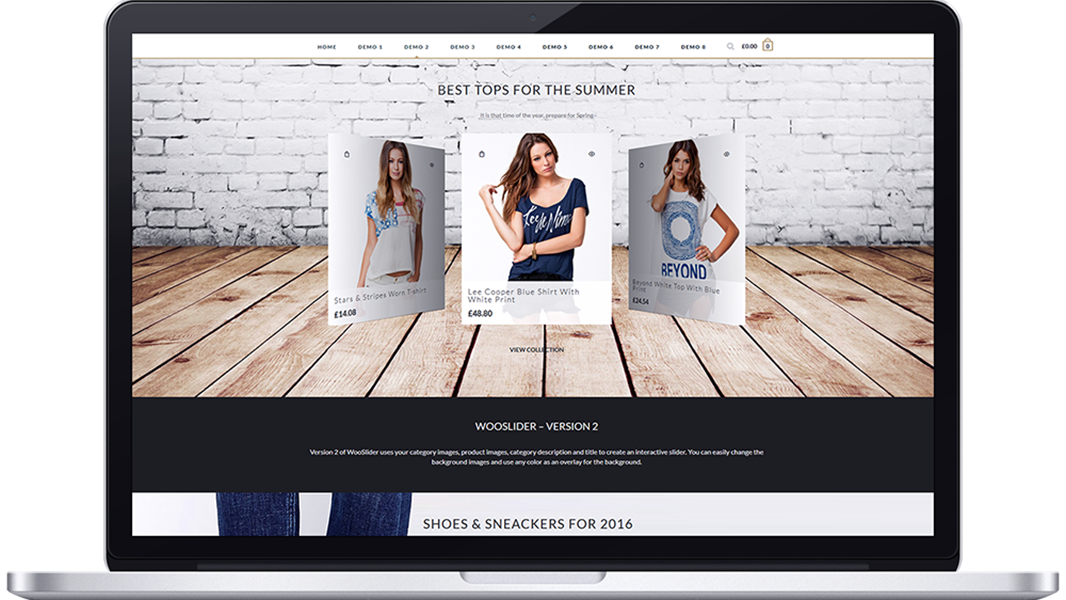 HOME DEMO 1 DEMO 2 DEMO 3 DEMO 4 DEMO 5 DEMO 6 DEMO 7 DEMO 8 £0.00 0
BEST TOPS FOR THE SUMMER
It is that time of the year, prepare for Spring
Stars & Stripes Worn T-shirt
£14.08
Lee Cooper Blue Shirt With
White Print
£48.80
BEYOND
Beyond White Top With Blue
Print
£24.54
VIEW COLLECTION
WOOSLIDER – VERSION 2
Version 2 of WooSlider uses your category images, product images, category description and title to create an interactive slider. You can easily change the
background images and use any color as an overlay for the background.
SHOES & SNEACKERS FOR 2016